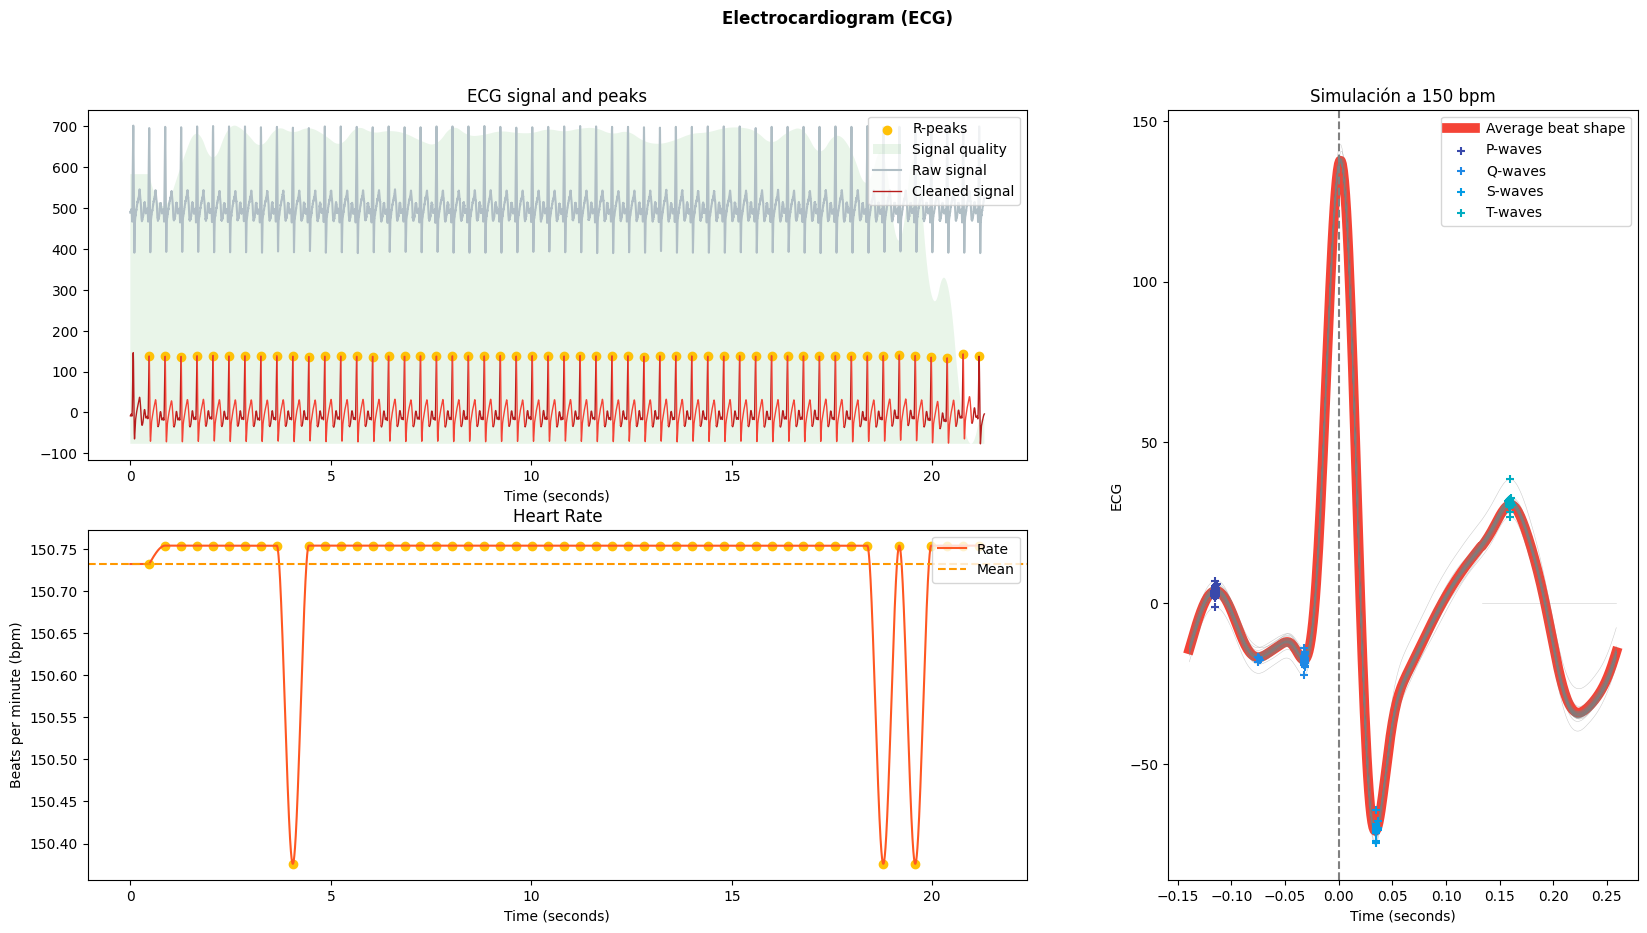 Electrocardiogram (ECG)
ECG signal and peaks
700
600
500
400
300
200
100
0
−100
R-peaks
Signal quality
Raw signal
Cleaned signal
0
5
10
15
20
Time (seconds)
Heart Rate
Beats per minute (bpm)
150.75
150.70
150.65
150.60
150.55
150.50
150.45
150.40
Rate
Mean
0
5
10
15
20
Time (seconds)
Simulación a 150 bpm
ECG
150
100
50
0
−50
Average beat shape
P-waves
Q-waves
S-waves
T-waves
−0.15
−0.10
−0.05
0.00
0.05
0.10
0.15
0.20
0.25
Time (seconds)